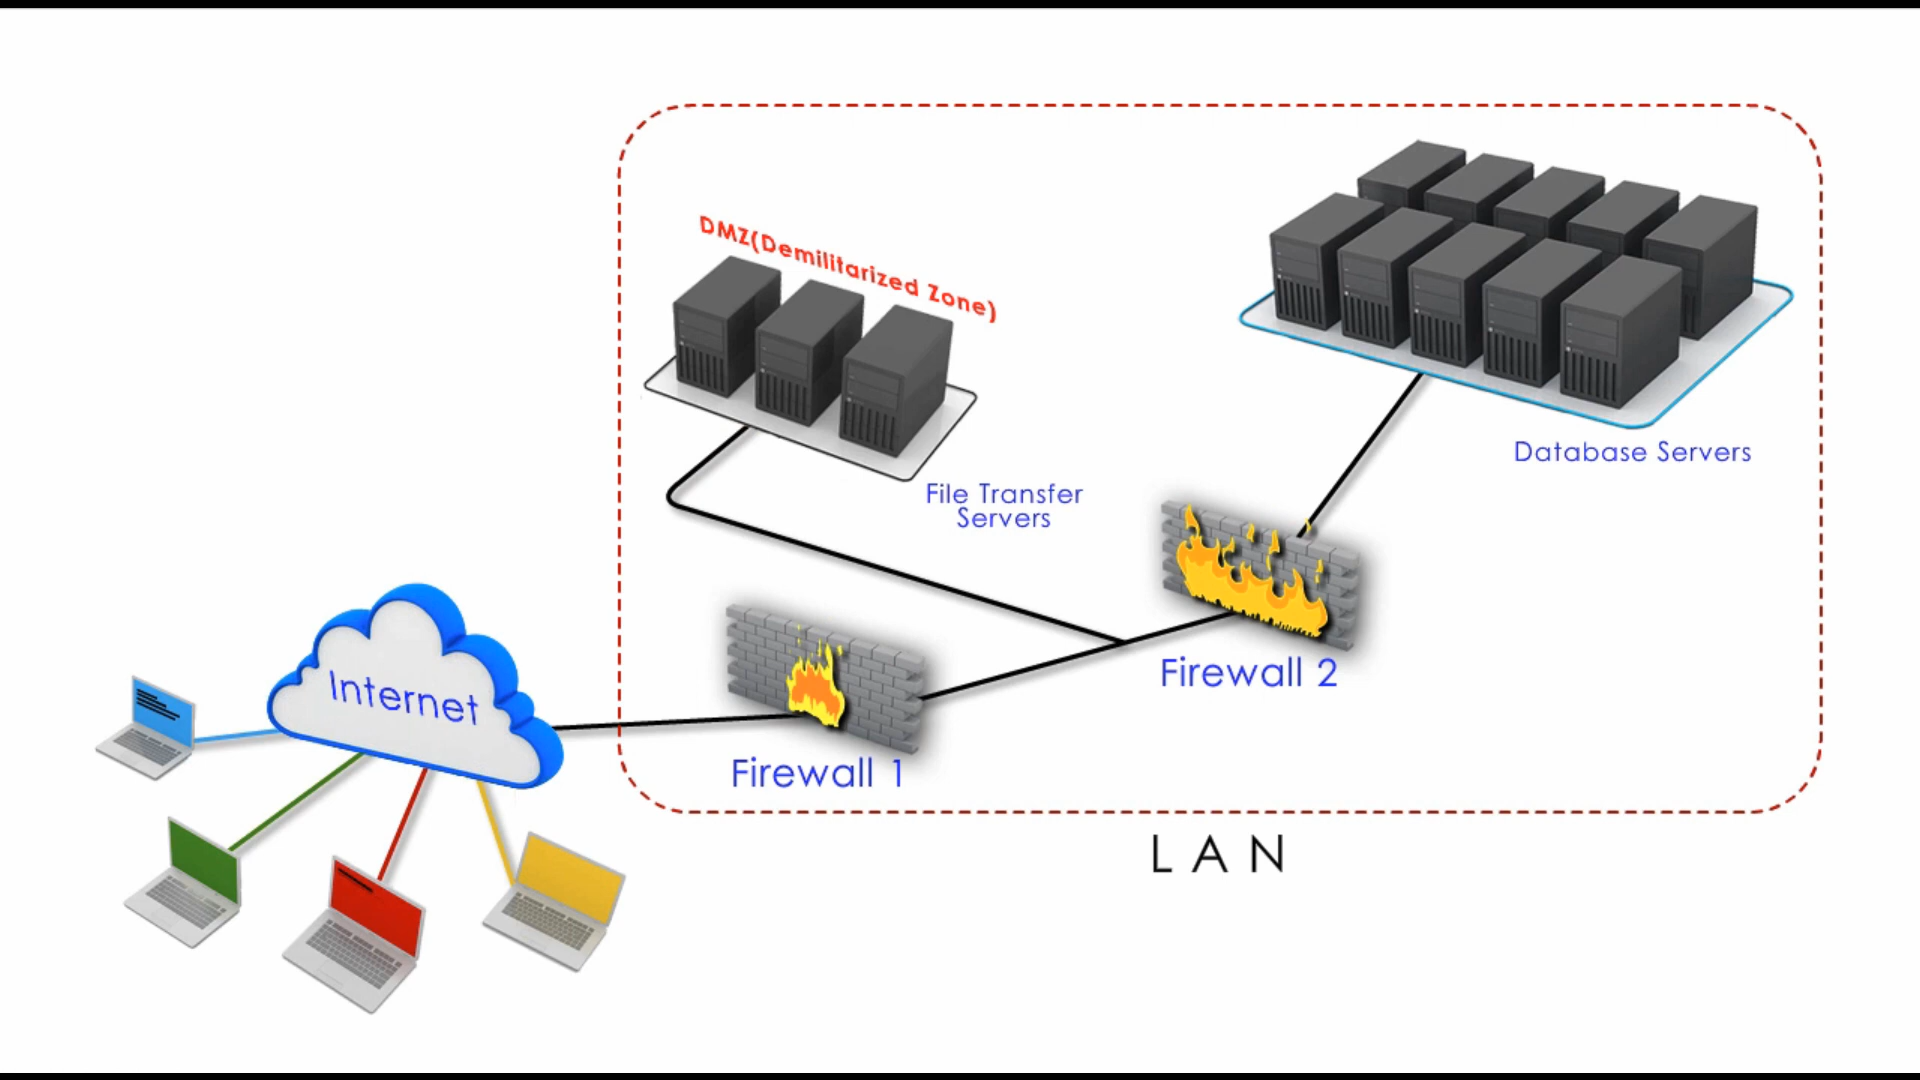 DMZ(Demilitarized Zone)
File Transfer
Servers
Database Servers
Internet
Firewall 1
Firewall 2
LAN